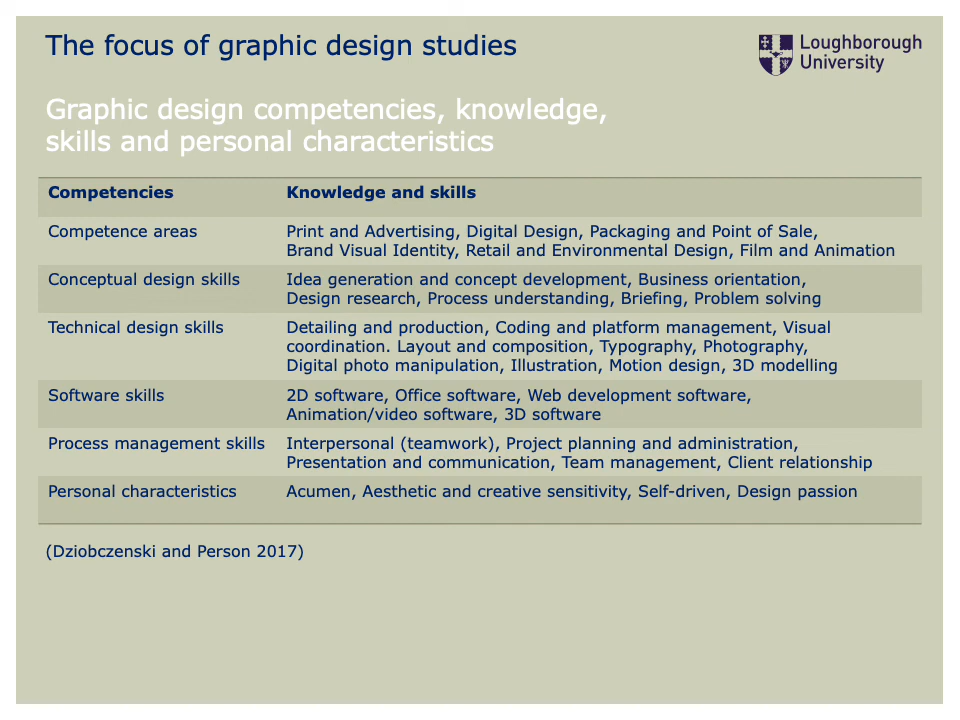 The focus of graphic design studies
Loughborough
University
Graphic design competencies, knowledge,
skills and personal characteristics
Competencies Knowledge and skills
Competence areas Print and Advertising, Digital Design, Packaging and Point of Sale,
Brand Visual Identity, Retail and Environmental Design, Film and Animation
Conceptual design skills Idea generation and concept development, Business orientation,
Design research, Process understanding, Briefing, Problem solving
Technical design skills Detailing and production, Coding and platform management, Visual
coordination. Layout and composition, Typography, Photography,
Digital photo manipulation, Illustration, Motion design, 3D modelling
Software skills 2D software, Office software, Web development software,
Animation/video software, 3D software
Process management skills Interpersonal (teamwork), Project planning and administration,
Presentation and communication, Team management, Client relationship
Personal characteristics Acumen, Aesthetic and creative sensitivity, Self-driven, Design passion
(Dziobczenski and Person 2017)